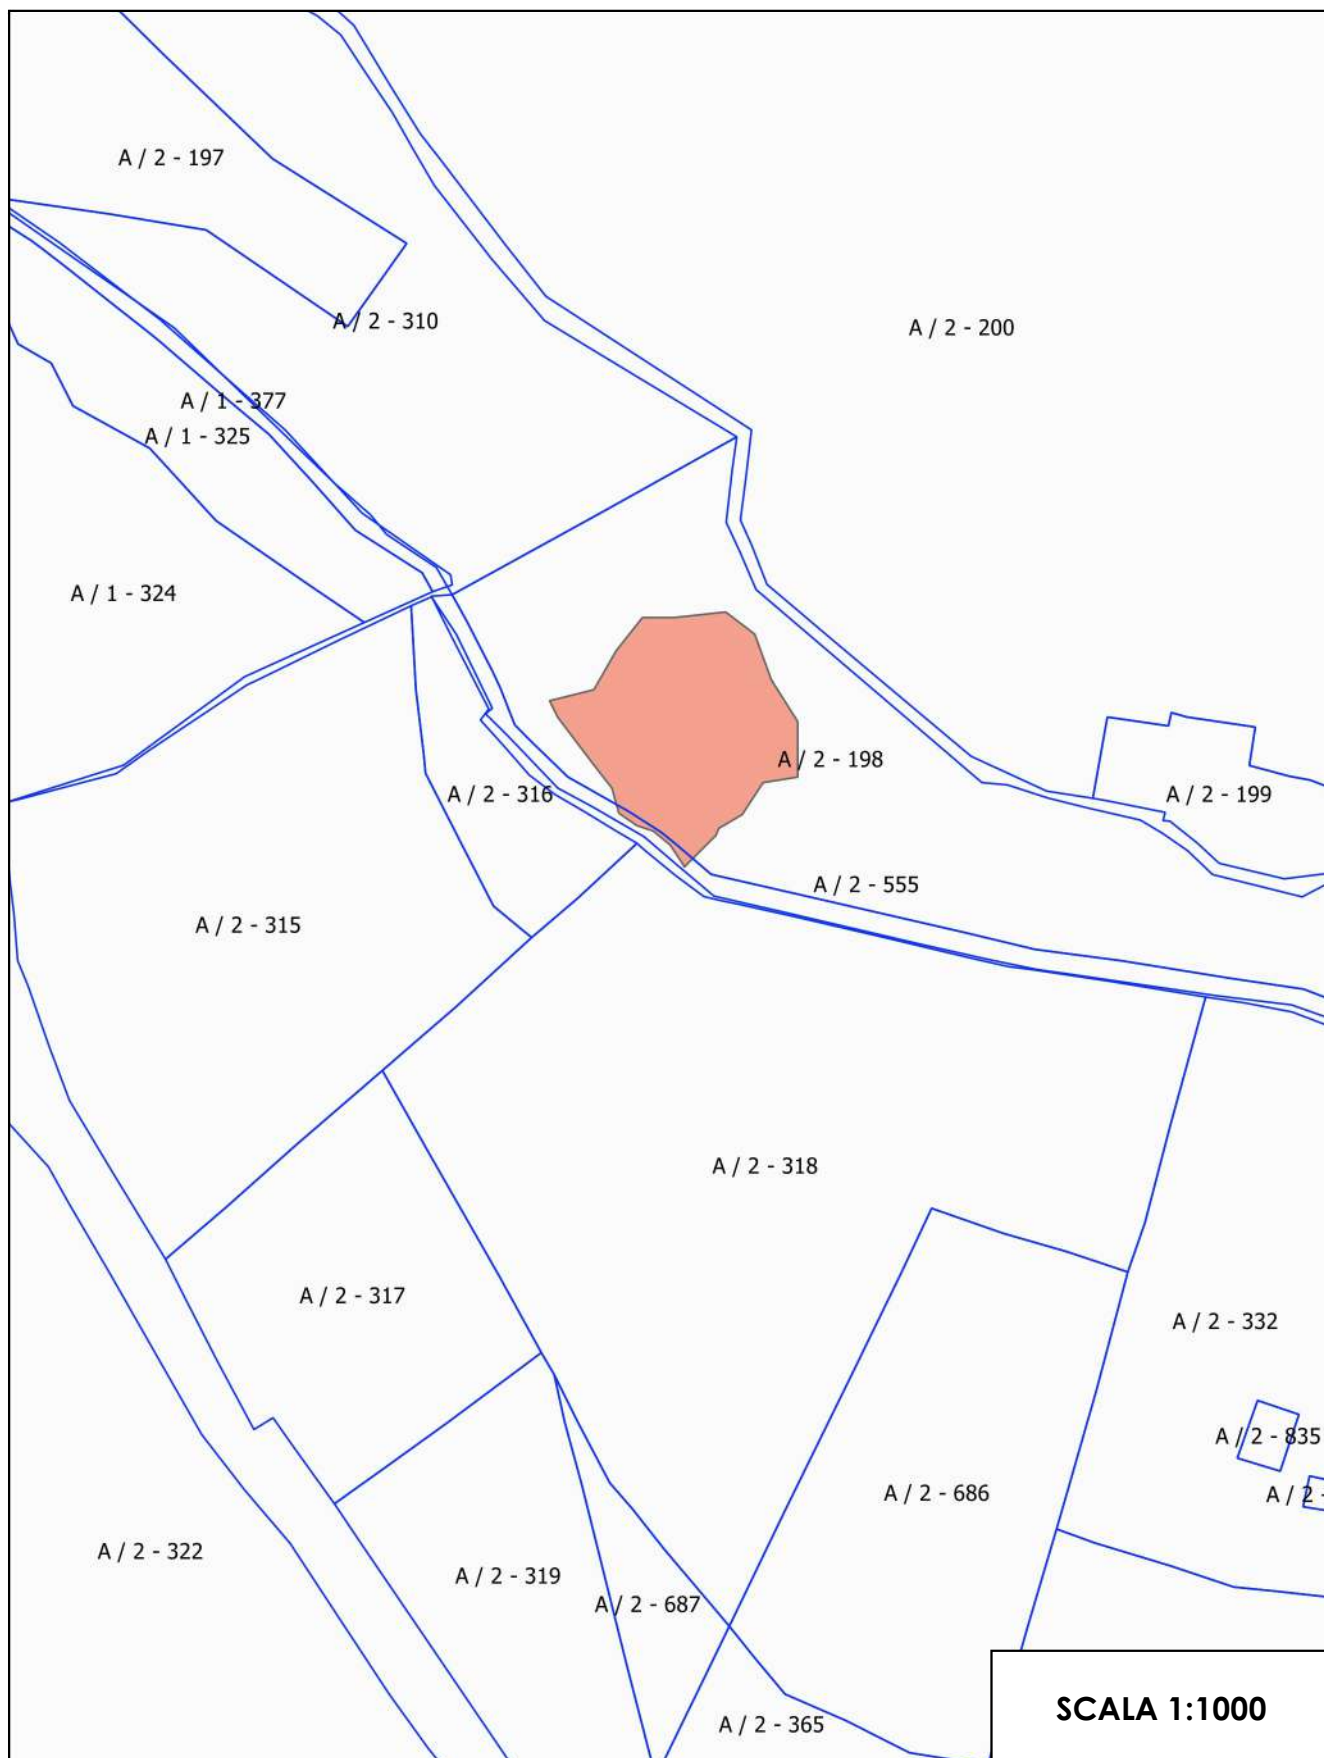 A / 2 - 197
A / 2 - 310
A / 2 - 200
A / 1 - 377
A / 1 - 325
A / 1 - 324
A / 2 - 198
A / 2 - 316
A / 2 - 199
A / 2 - 555
A / 2 - 315
A / 2 - 318
A / 2 - 317
A / 2 - 332
A / 2 - 835
A / 2 - 686
A / 2 -
A / 2 - 322
A / 2 - 319
A / 2 - 687
A / 2 - 365
SCALA 1:1000